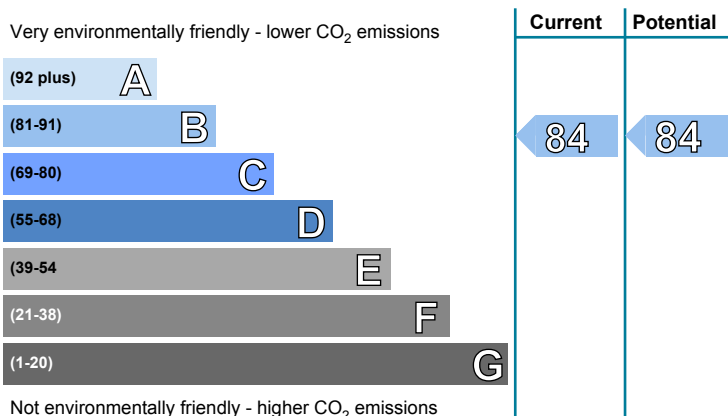 Current Potential
Very environmentally friendly - lower CO₂ emissions
(92 plus) A
(81-91) B 84 84
(69-80) C
(55-68) D
(39-54 E
(21-38) F
(1-20) G
Not environmentally friendly - higher CO₂ emissions